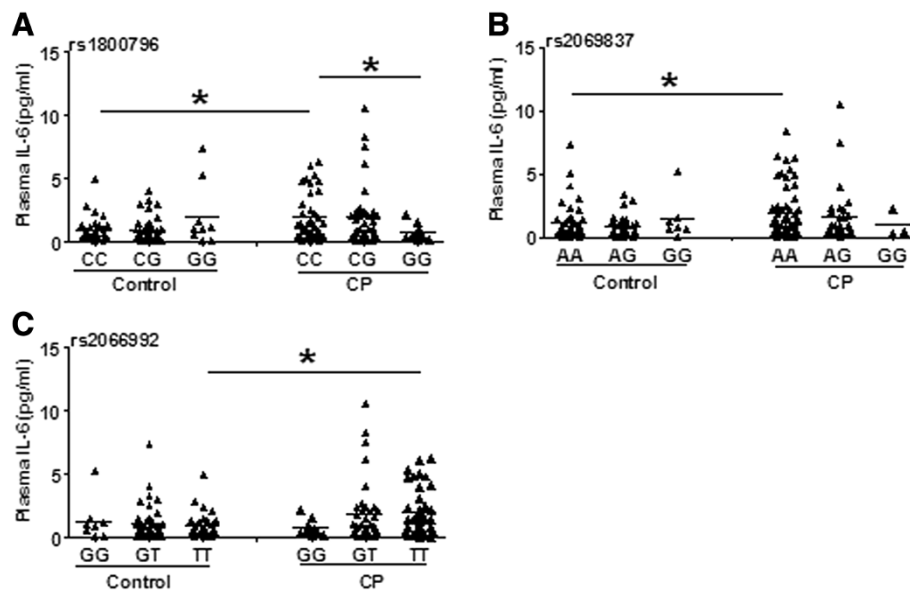 A
rs1800796
15
10
5
0
Plasma IL-6(pg/ml)
*
*
CC CG GG CC CG GG
Control CP
B
rs2069837
15
10
5
0
Plasma IL-6 (pg/ml)
*
AA AG GG AA AG GG
Control CP
C
rs2066992
15
10
5
0
Plasma IL-6(pg/ml)
*
GG GT TT GG GT TT
Control CP